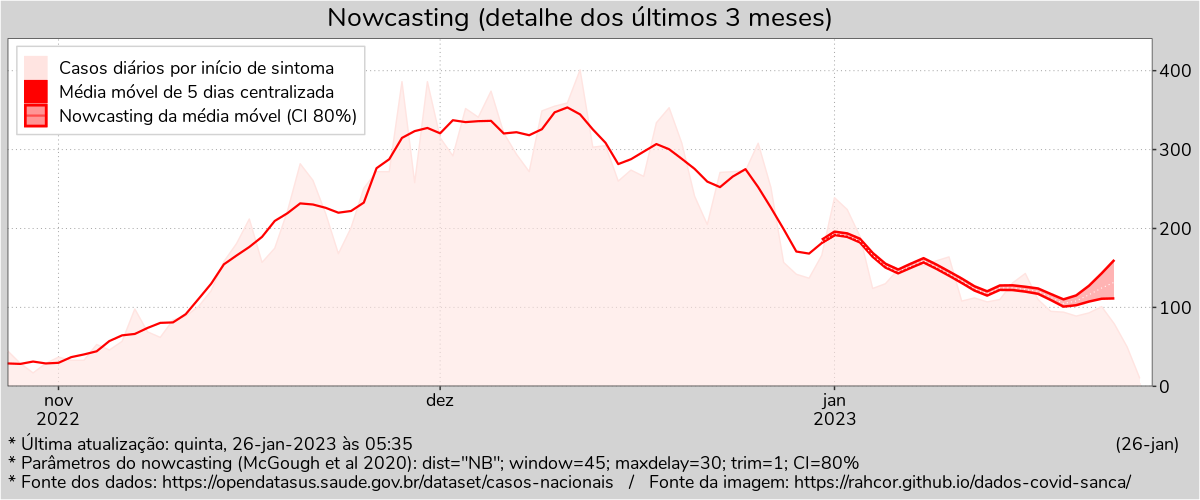 Nowcasting (detalhe dos últimos 3 meses)
Casos diários por início de sintoma
Média móvel de 5 dias centralizada
Nowcasting da média móvel (CI 80%)
400
300
200
100
0
nov
2022
dez
jan
2023
* Última atualização: quinta, 26-jan-2023 às 05:35
(26-jan)
* Parâmetros do nowcasting (McGough et al 2020): dist="NB"; window=45; maxdelay=30; trim=1; CI=80%
* Fonte dos dados: https://opendatasus.saude.gov.br/dataset/casos-nacionais / Fonte da imagem: https://rahcor.github.io/dados-covid-sanca/